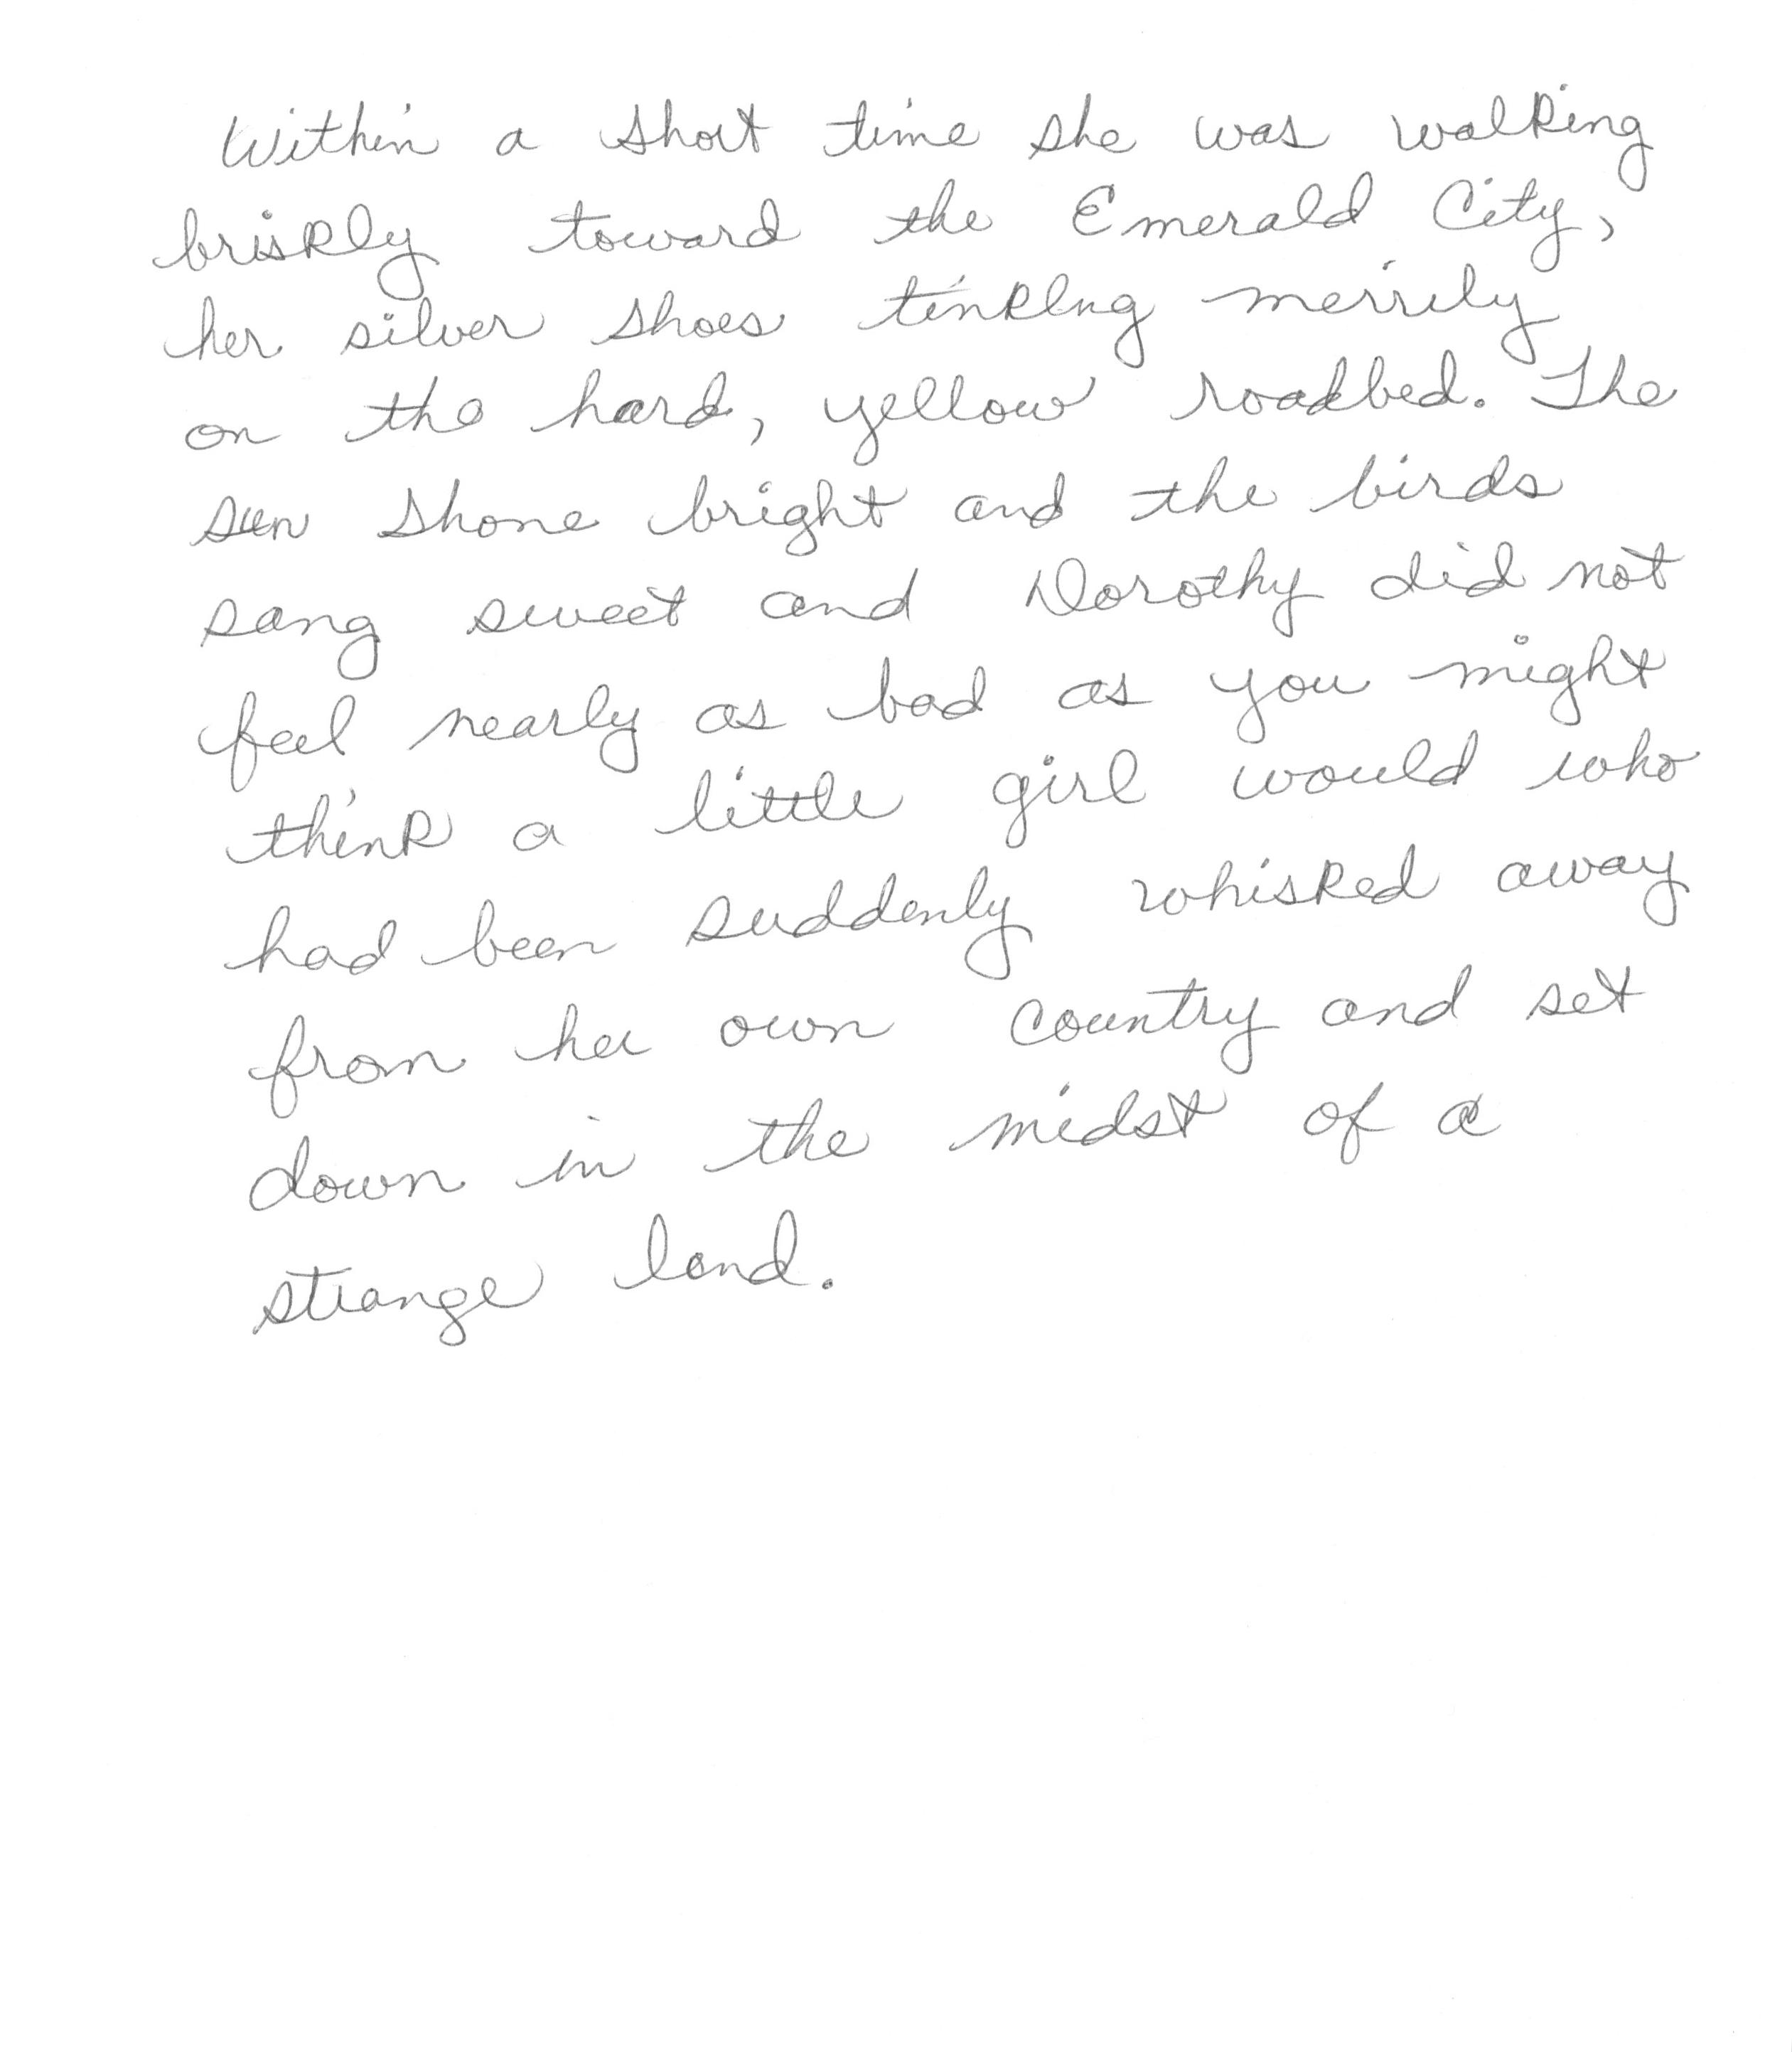 Within a short time she was walking
briskly toward the Emerald City,
her silver shoes tinklng merrily
on the hard, yellow roadbed. The
sun shone bright and the birds
sang sweet and Dorothy did not
feel nearly as bad as you might
think a little girl would who
had been suddenly whisked away
from her own country and set
down in the midst of a
strange land.